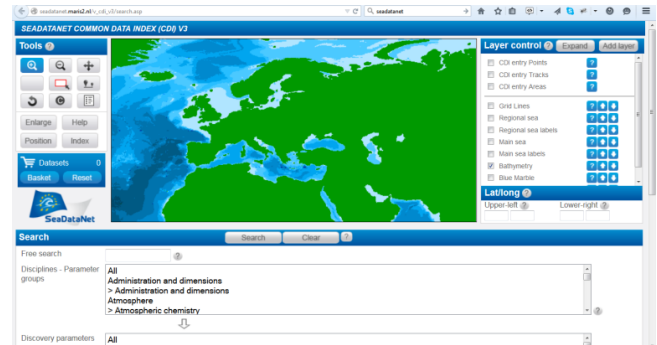 seadatanet.maris2.nl/v_cdi_v3/search.asp
seadatanet
SEADATANET COMMON DATA INDEX (CDI) V3
Tools ?
Enlarge Help
Position Index
Datasets 0
Basket Reset
SeaDataNet
Layer control ? Expand Add layer
CDI entry Points ?
CDI entry Tracks ?
CDI entry Areas ?
Grid Lines ?
Regional sea ?
Regional sea labels ?
Main sea ?
Main sea labels ?
Bathymetry ?
Blue Marble ?
Lat/long ?
Upper-left ? Lower-right ?
Search Search Clear ?
Free search ?
Disciplines - Parameter groups
All
Administration and dimensions
> Administration and dimensions
Atmosphere
> Atmospheric chemistry
?
Discovery parameters
All